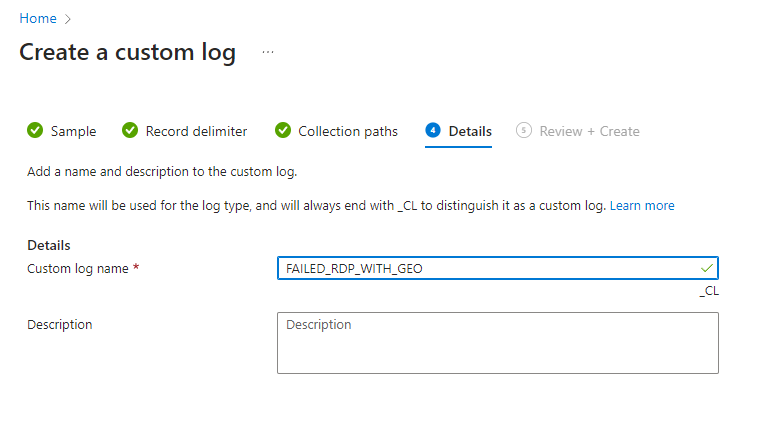 Home >
Create a custom log ...
Sample Record delimiter Collection paths 4 Details 5 Review + Create
Add a name and description to the custom log.
This name will be used for the log type, and will always end with _CL to distinguish it as a custom log. Learn more
Details
Custom log name * FAILED_RDP_WITH_GEO
_CL
Description Description